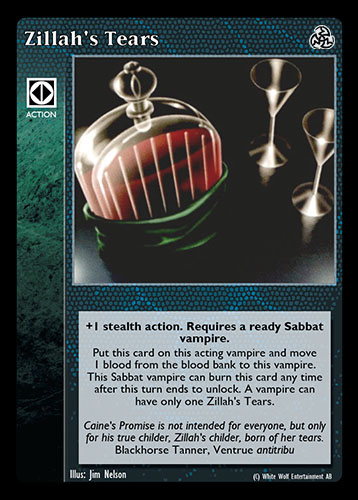 Zillah's Tears
ACTION
+1 stealth action. Requires a ready Sabbat
vampire.
Put this card on this acting vampire and move
1 blood from the blood bank to this vampire.
This Sabbat vampire can burn this card any time
after this turn ends to unlock. A vampire can
have only one Zillah's Tears.
Caine's Promise is not intended for everyone, but only
for his true childer, Zillah's childer, born of her tears.
Blackhorse Tanner, Ventrue antitribu
Illus: Jim Nelson
(C) White Wolf Entertainment AB